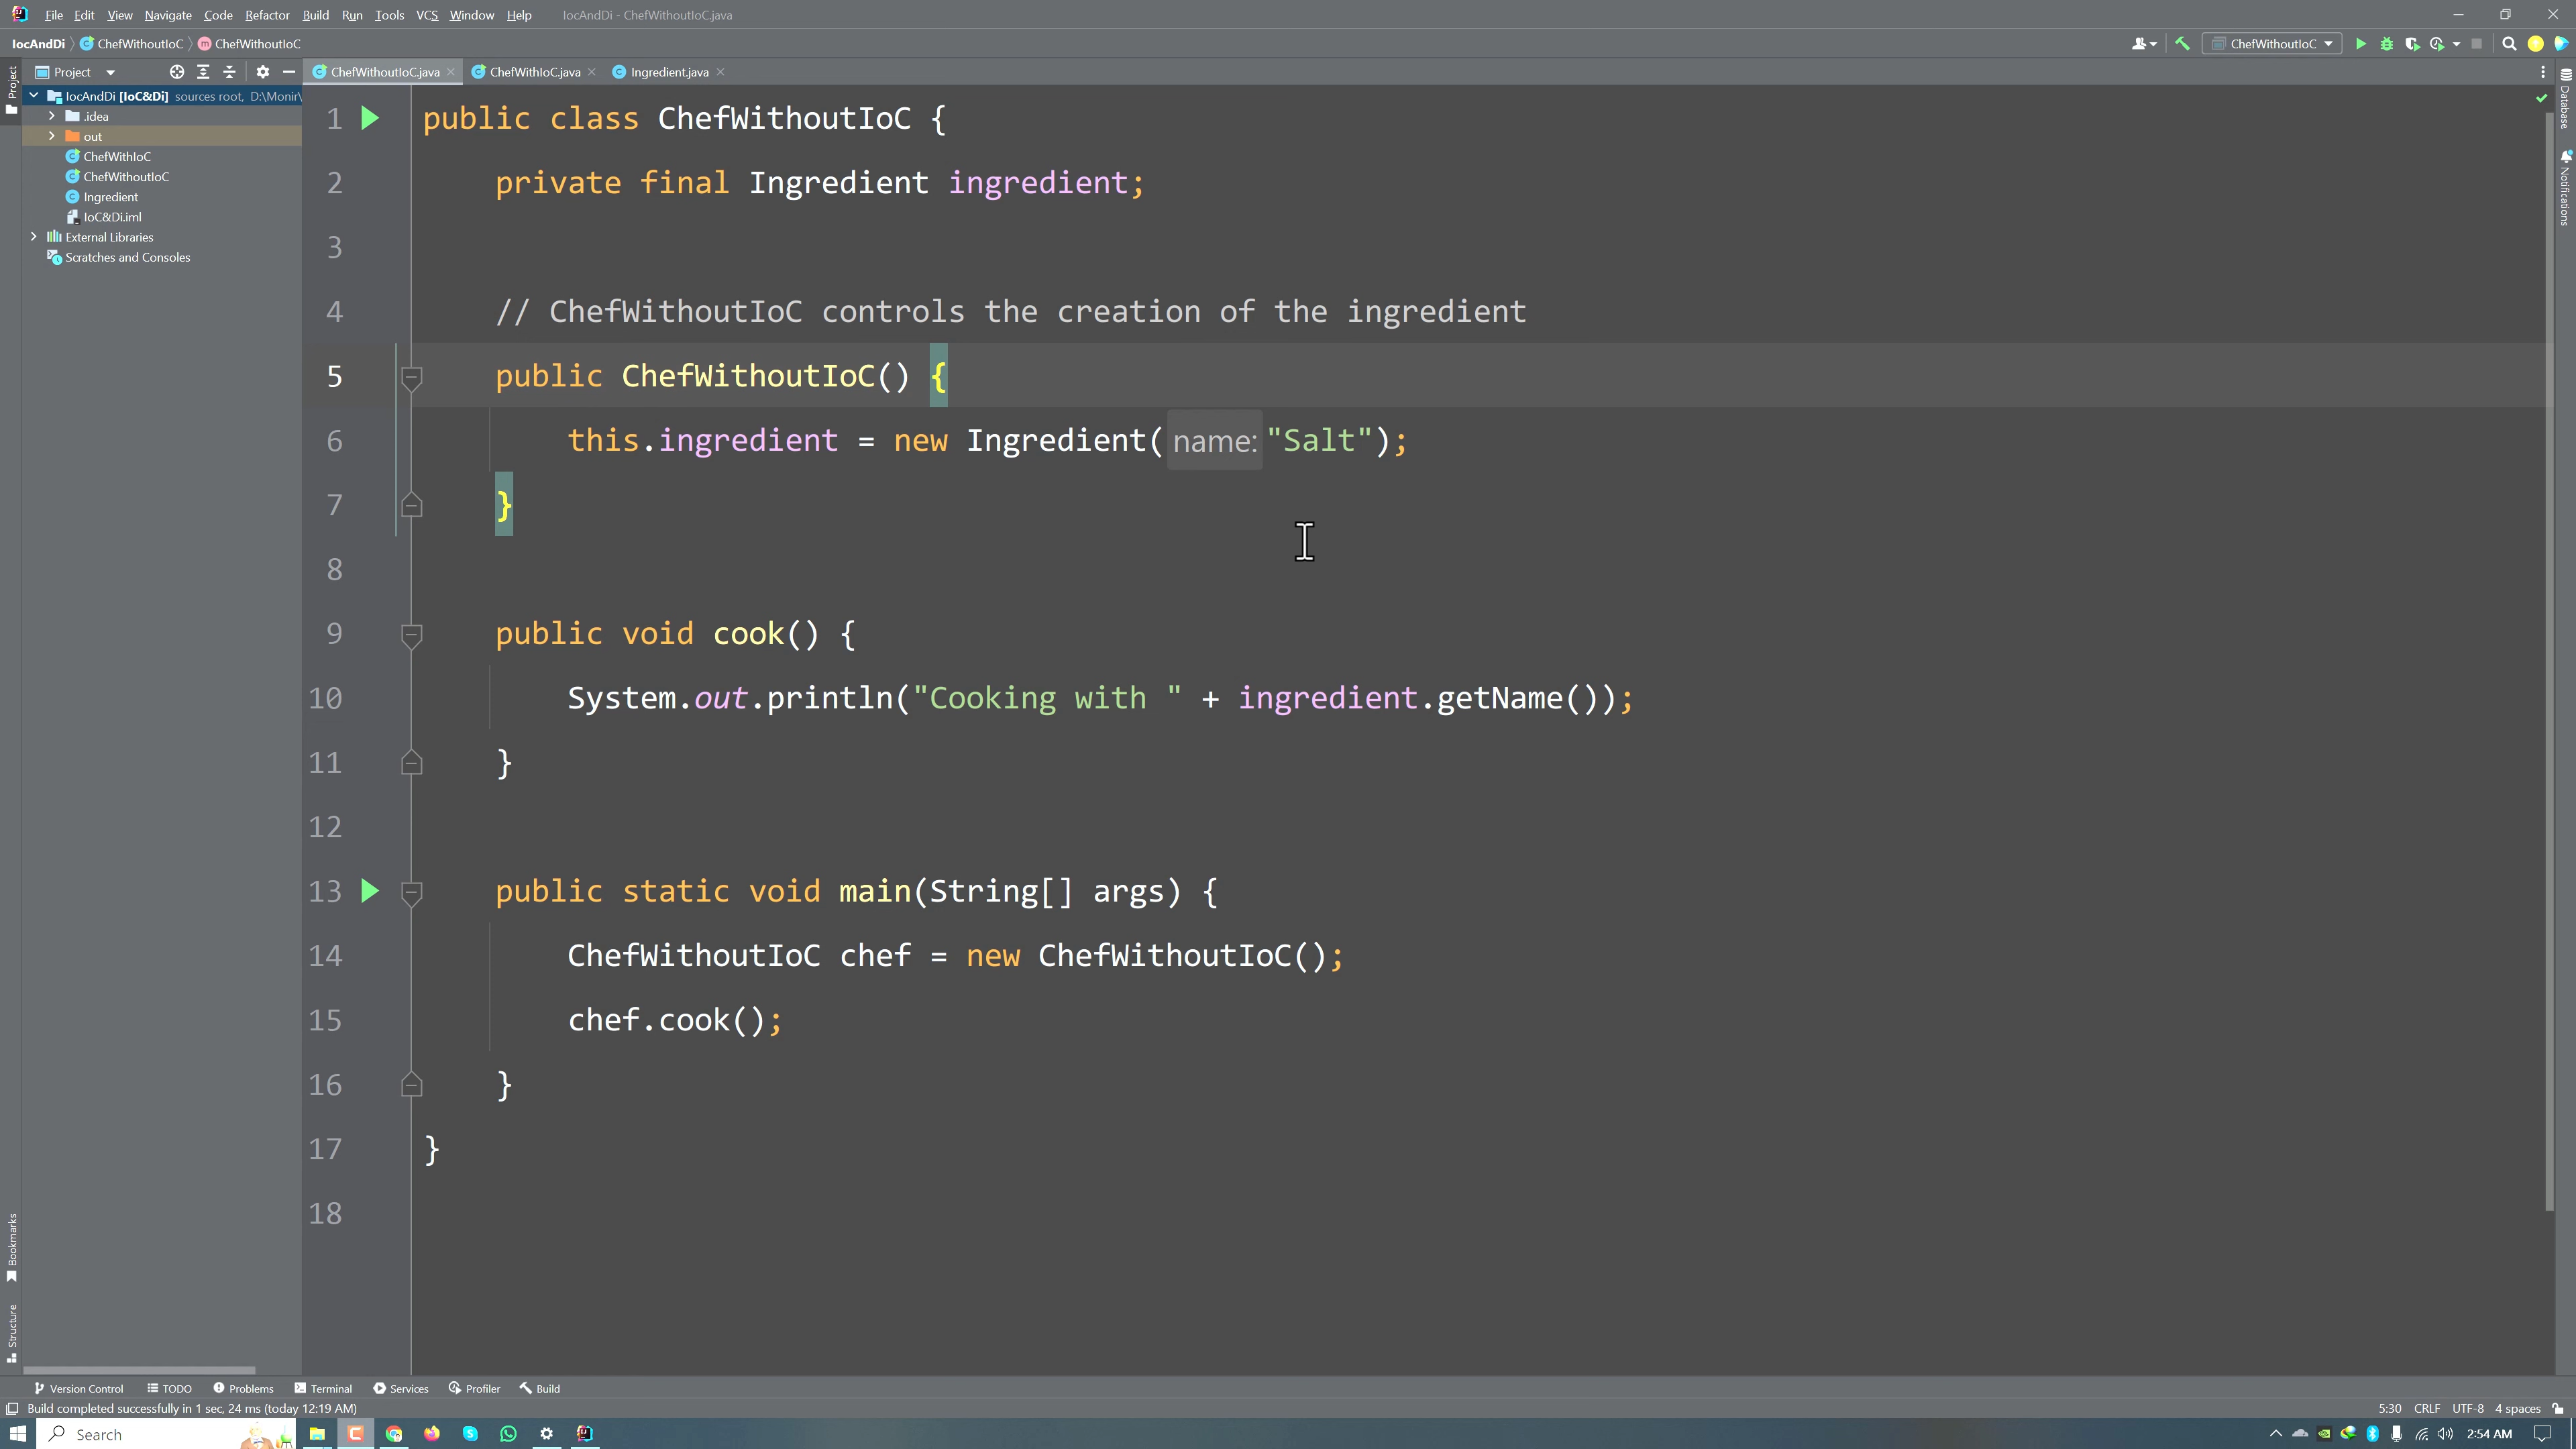 File Edit View Navigate Code Refactor Build Run Tools VCS Window Help IocAndDi - ChefWithoutIoC.java
IocAndDi ChefWithoutIoC ChefWithoutIoC ChefWithoutIoC
Project ChefWithoutIoC.java ChefWithIoC.java Ingredient.java
Project
IocAndDi [IoC&Di] sources root, D:\Monir\
.idea
out
ChefWithIoC
ChefWithoutIoC
Ingredient
IoC&Di.iml
External Libraries
Scratches and Consoles
1 public class ChefWithoutIoC {
2 private final Ingredient ingredient;
3
4 // ChefWithoutIoC controls the creation of the ingredient
5 public ChefWithoutIoC() {
6 this.ingredient = new Ingredient( name: "Salt");
7 }
8
9 public void cook() {
10 System.out.println("Cooking with " + ingredient.getName());
11 }
12
13 public static void main(String[] args) {
14 ChefWithoutIoC chef = new ChefWithoutIoC();
15 chef.cook();
16 }
17 }
18
Database
Notifications
Bookmarks
Structure
Version Control TODO Problems Terminal Services Profiler Build
Build completed successfully in 1 sec, 24 ms (today 12:19 AM) 5:30 CRLF UTF-8 4 spaces
Search 2:54 AM